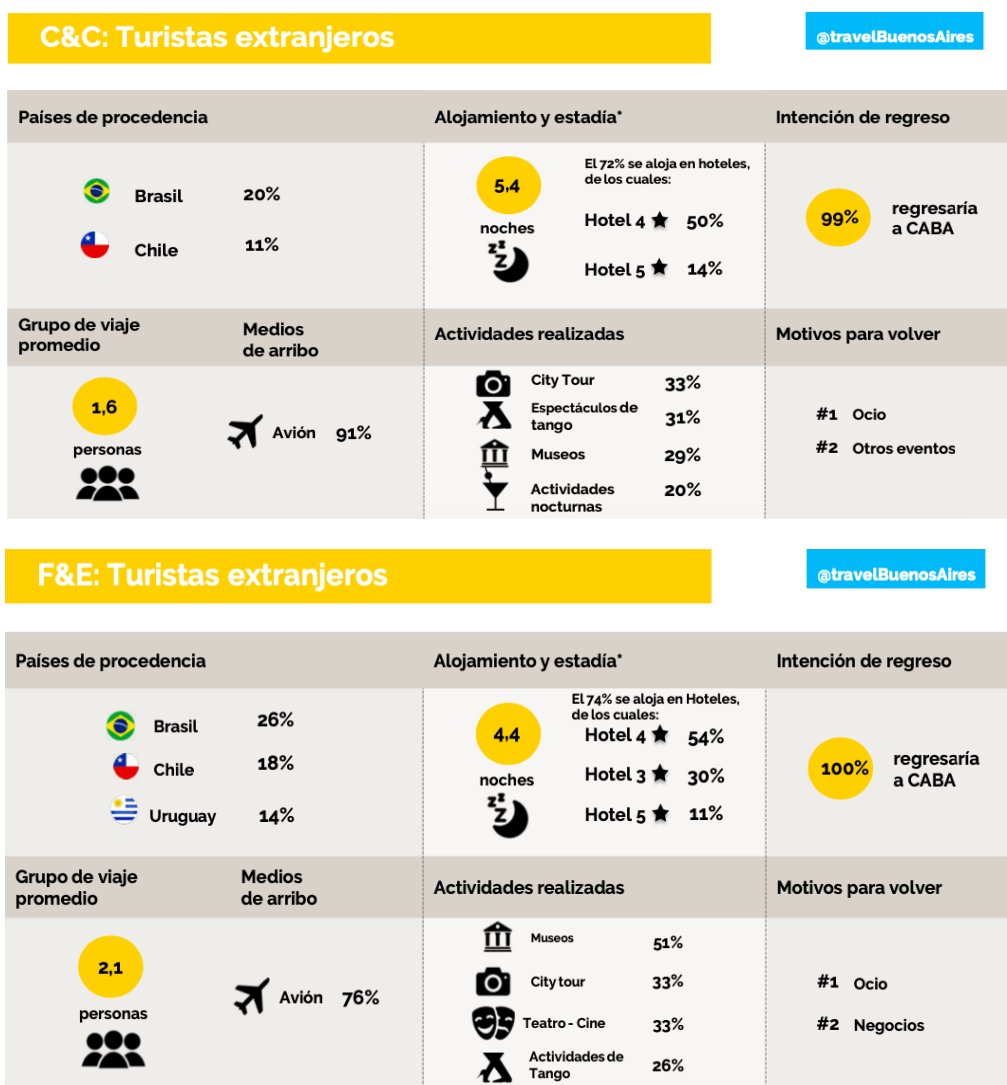 C&C: Turistas extranjeros
@travelBuenosAires
Países de procedencia
Alojamiento y estadía*
Intención de regreso
Brasil 20%
Chile 11%
5,4
noches
El 72% se aloja en hoteles,
de los cuales:
Hotel 4 ★ 50%
Hotel 5 ★ 14%
99%
regresaría
a CABA
Grupo de viaje
promedio
Medios
de arribo
Actividades realizadas
Motivos para volver
1,6
personas
Avión 91%
City Tour 33%
Espectáculos de
tango
31%
Museos 29%
Actividades
nocturnas
20%
#1 Ocio
#2 Otros eventos
F&E: Turistas extranjeros
@travelBuenosAires
Países de procedencia
Alojamiento y estadía*
Intención de regreso
Brasil 26%
Chile 18%
Uruguay 14%
4,4
noches
El 74% se aloja en Hoteles,
de los cuales:
Hotel 4 ★ 54%
Hotel 3 ★ 30%
Hotel 5 ★ 11%
100%
regresaría
a CABA
Grupo de viaje
promedio
Medios
de arribo
Actividades realizadas
Motivos para volver
2,1
personas
Avión 76%
Museos 51%
City tour 33%
Teatro - Cine 33%
Actividades de
Tango
26%
#1 Ocio
#2 Negocios